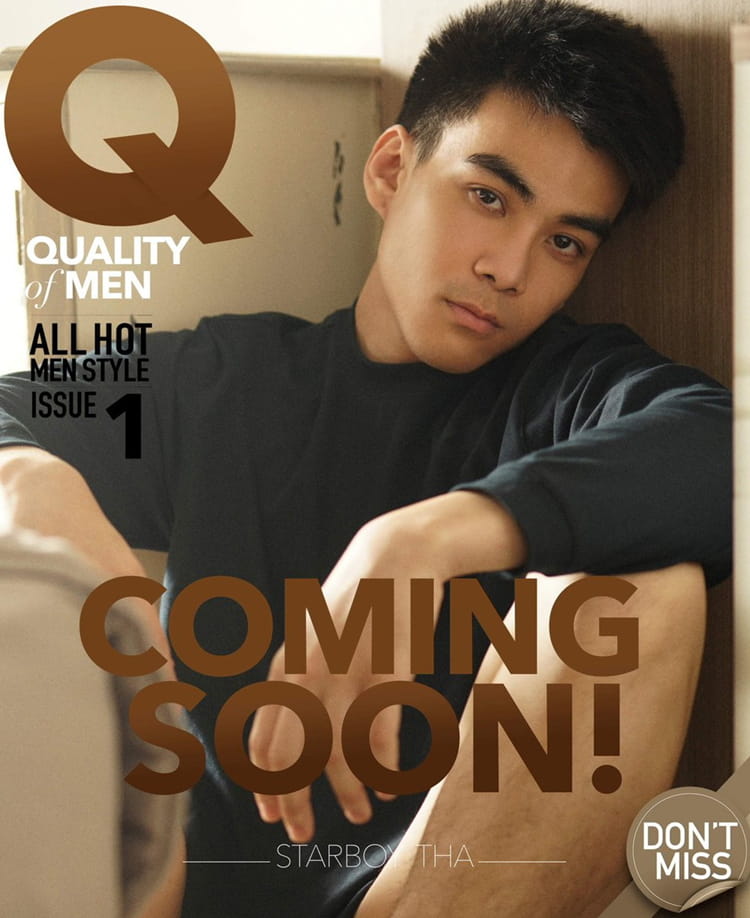 Q
QUALITY
of MEN
ALL HOT
MEN STYLE
ISSUE 1
COMING
SOON!
STARBOY THA
DON'T
MISS